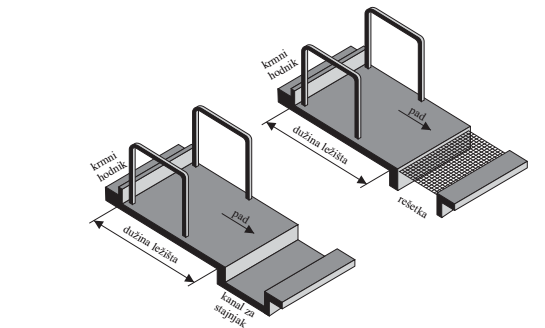 krmni
hodnik
pad
dužina ležišta
rešetka
krmni
hodnik
pad
dužina ležišta
kanal za
stajnjak